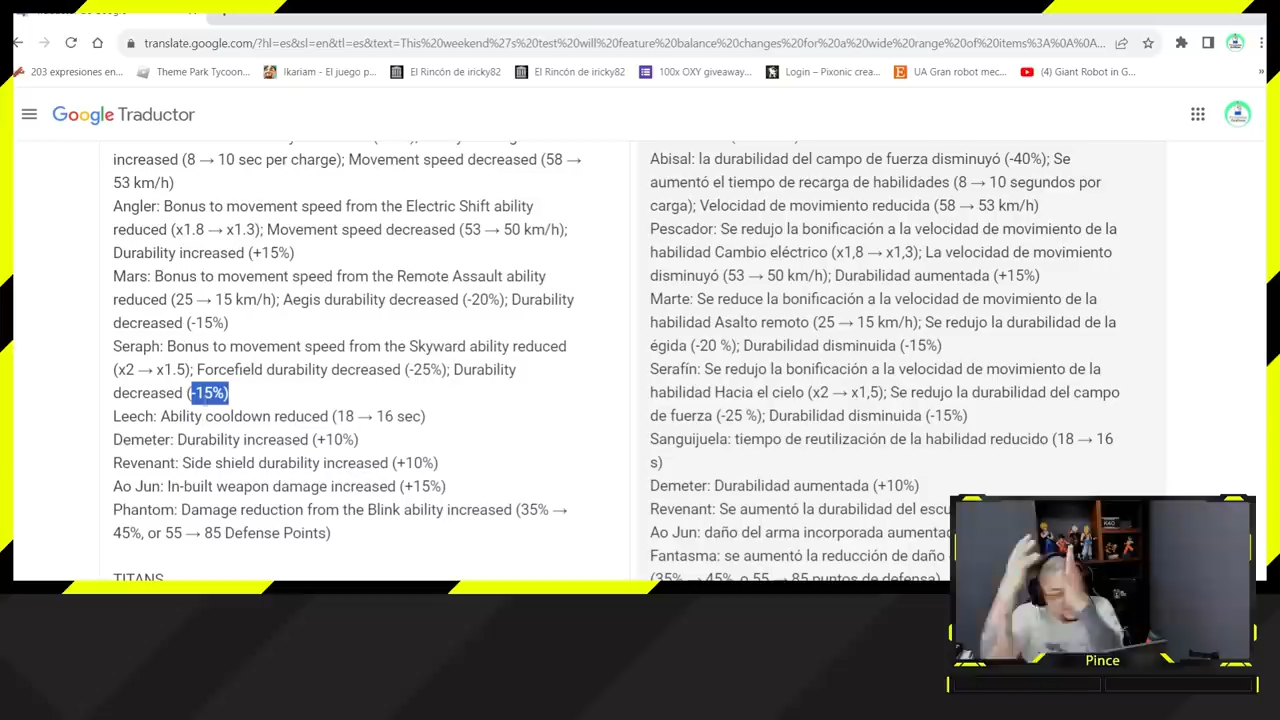 translate.google.com/?hl=es&sl=en&tl=es&text=This%20weekend%27s%20test%20will%20feature%20balance%20changes%20for%20a%20wide%20range%20of%20items%3A%0A%0A...
203 expresiones en...
Theme Park Tycoon...
Ikariam - El juego p...
El Rincón de iricky82
El Rincón de iricky82
100x OXY giveaway...
Login – Pixonic crea...
UA Gran robot mec...
(4) Giant Robot in G...
»
Google Traductor
increased (8 → 10 sec per charge); Movement speed decreased (58 →
53 km/h)
Angler: Bonus to movement speed from the Electric Shift ability
reduced (x1.8 → x1.3); Movement speed decreased (53 → 50 km/h);
Durability increased (+15%)
Mars: Bonus to movement speed from the Remote Assault ability
reduced (25 → 15 km/h); Aegis durability decreased (-20%); Durability
decreased (-15%)
Seraph: Bonus to movement speed from the Skyward ability reduced
(x2 → x1.5); Forcefield durability decreased (-25%); Durability
decreased (-15%)
Leech: Ability cooldown reduced (18 → 16 sec)
Demeter: Durability increased (+10%)
Revenant: Side shield durability increased (+10%)
Ao Jun: In-built weapon damage increased (+15%)
Phantom: Damage reduction from the Blink ability increased (35% →
45%, or 55 → 85 Defense Points)
TITANS
Abisal: la durabilidad del campo de fuerza disminuyó (-40%); Se
aumentó el tiempo de recarga de habilidades (8 → 10 segundos por
carga); Velocidad de movimiento reducida (58 → 53 km/h)
Pescador: Se redujo la bonificación a la velocidad de movimiento de la
habilidad Cambio eléctrico (x1,8 → x1,3); La velocidad de movimiento
disminuyó (53 → 50 km/h); Durabilidad aumentada (+15%)
Marte: Se reduce la bonificación a la velocidad de movimiento de la
habilidad Asalto remoto (25 → 15 km/h); Se redujo la durabilidad de la
égida (-20 %); Durabilidad disminuida (-15%)
Serafín: Se redujo la bonificación a la velocidad de movimiento de la
habilidad Hacia el cielo (x2 → x1,5); Se redujo la durabilidad del campo
de fuerza (-25 %); Durabilidad disminuida (-15%)
Sanguijuela: tiempo de reutilización de la habilidad reducido (18 → 16
s)
Demeter: Durabilidad aumentada (+10%)
Revenant: Se aumentó la durabilidad del
Ao Jun: daño del arma incorporada
Fantasma: se aumentó la reducción de daño
(35% → 45%, o 55 → 85 puntos de defensa)
Pince